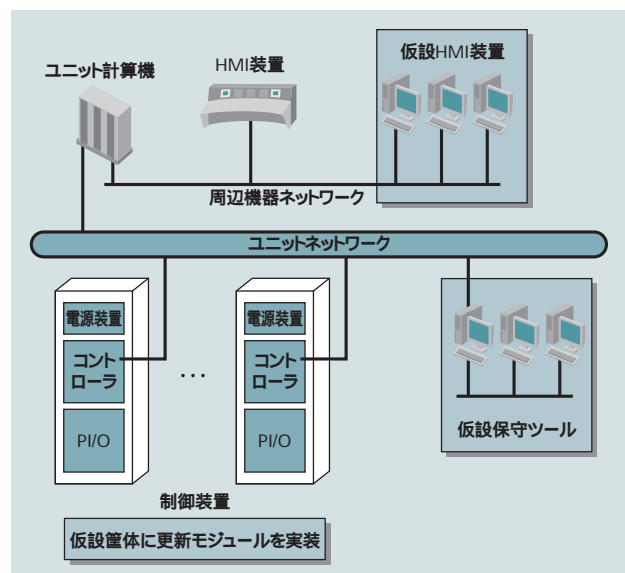 仮設HMI装置
HMI装置
ユニット計算機
周辺機器ネットワーク
ユニットネットワーク
電源装置
コント
ローラ
PI/O
...
電源装置
コント
ローラ
PI/O
仮設保守ツール
制御装置
仮設筐体に更新モジュールを実装